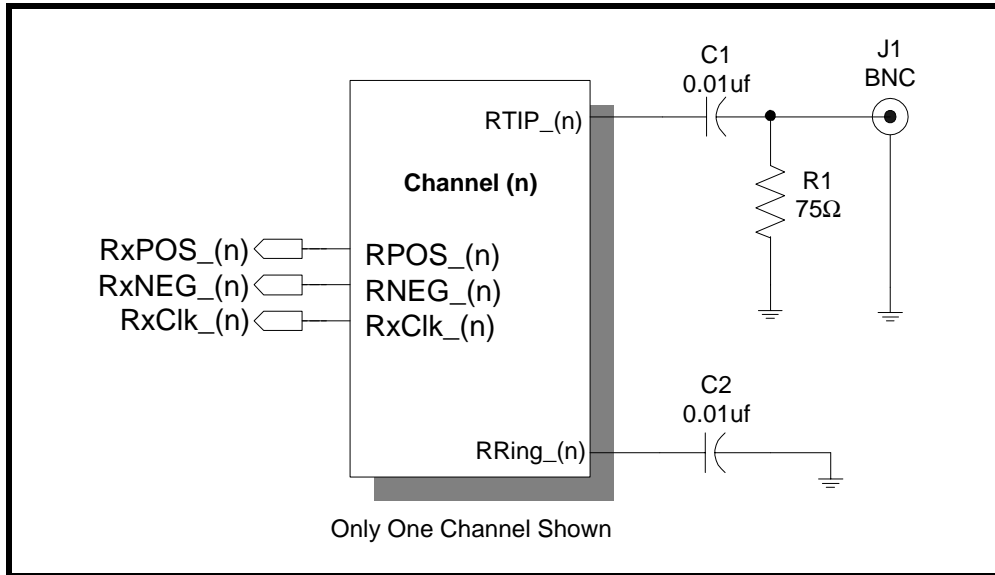 C1
0.01uf
J1
BNC
RTIP_(n)
Channel (n)
R1
75Ω
RxPOS_(n)
RPOS_(n)
RxNEG_(n)
RNEG_(n)
RxClk_(n)
RxClk_(n)
C2
0.01uf
RRing_(n)
Only One Channel Shown